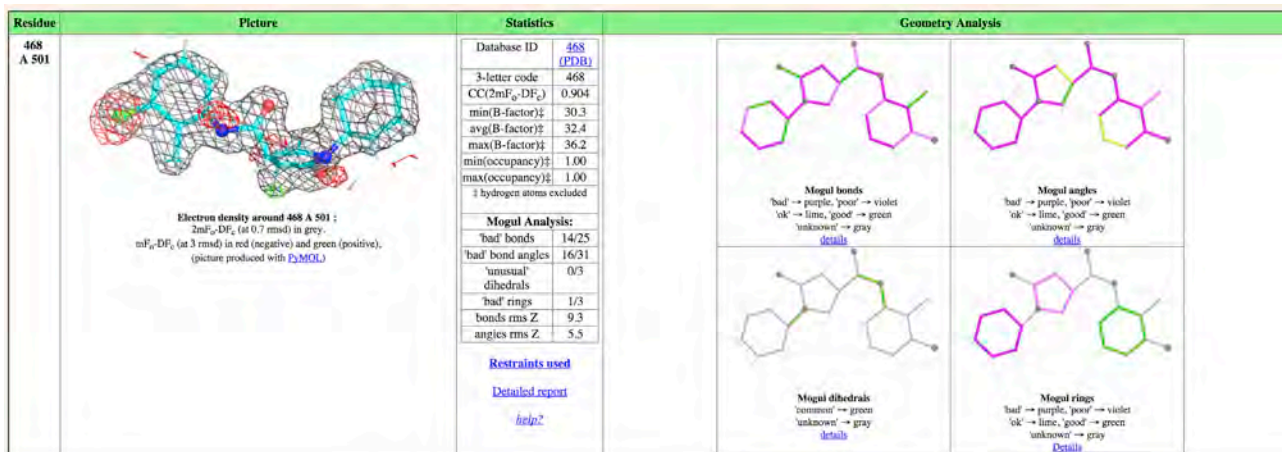 Residue Picture Statistics Geometry Analysis
468
A 501
Electron density around 468 A 501 :
2mFo-DFc (at 0.7 rmsd) in grey.
mFo-DFc (at 3 rmsd) in red (negative) and green (positive),
(picture produced with PyMOL)
Database ID 468
(PDB)
3-letter code 468
CC(2mFo-DFc) 0.904
min(B-factor)‡ 30.3
avg(B-factor)‡ 32.4
max(B-factor)‡ 36.2
min(occupancy)‡ 1.00
max(occupancy)‡ 1.00
‡ hydrogen atoms excluded
Mogul Analysis:
'bad' bonds 14/25
'bad' bond angles 16/31
'unusual'
dihedrals 0/3
'bad' rings 1/3
bonds rms Z 9.3
angles rms Z 5.5
Restraints used
Detailed report
help?
Mogul bonds
'bad' → purple, 'poor' → violet
'ok' → lime, 'good' → green
'unknown' → gray
details
Mogul angles
'bad' → purple, 'poor' → violet
'ok' → lime, 'good' → green
'unknown' → gray
details
Mogul dihedrals
'common' → green
'unknown' → gray
details
Mogul rings
'bad' → purple, 'poor' → violet
'ok' → lime, 'good' → green
'unknown' → gray
Details